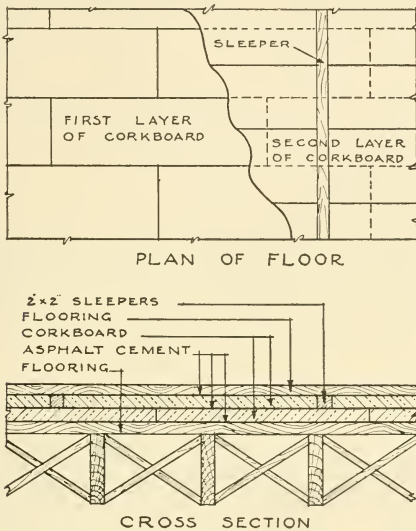 SLEEPER
FIRST LAYER
OF CORKBOARD
SECOND LAYER
OF CORKBOARD
PLAN OF FLOOR
2"×2" SLEEPERS
FLOORING
CORKBOARD
ASPHALT CEMENT
FLOORING
CROSS SECTION